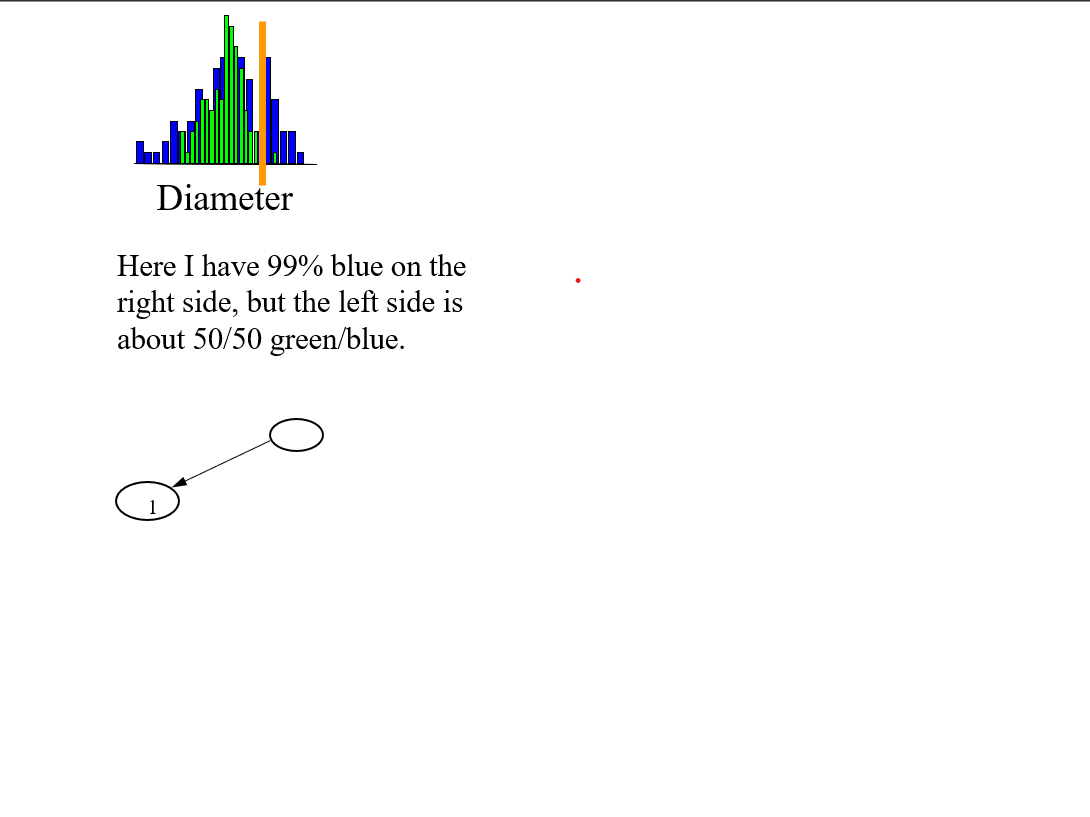 Diameter
Here I have 99% blue on the
right side, but the left side is
about 50/50 green/blue.
1